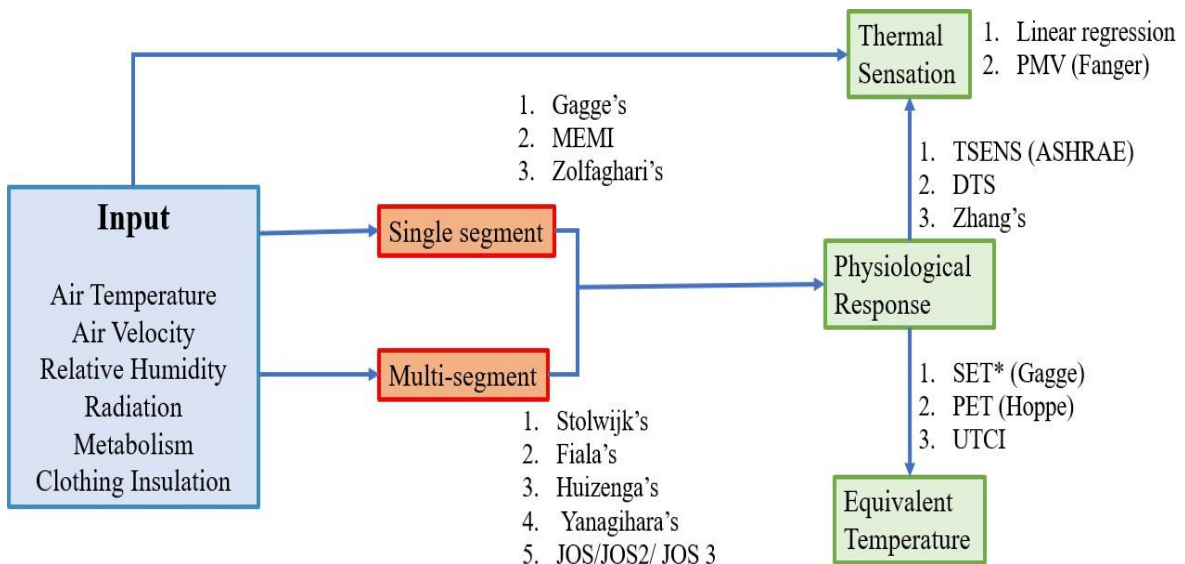 Input
Air Temperature
Air Velocity
Relative Humidity
Radiation
Metabolism
Clothing Insulation
1. Gagge’s
2. MEMI
3. Zolfaghari’s
Single segment
Multi-segment
1. Stolwijk’s
2. Fiala’s
3. Huizenga’s
4. Yanagihara’s
5. JOS/JOS2/ JOS 3
Thermal
Sensation
1. Linear regression
2. PMV (Fanger)
1. TSENS (ASHRAE)
2. DTS
3. Zhang’s
Physiological
Response
1. SET* (Gagge)
2. PET (Hoppe)
3. UTCI
Equivalent
Temperature